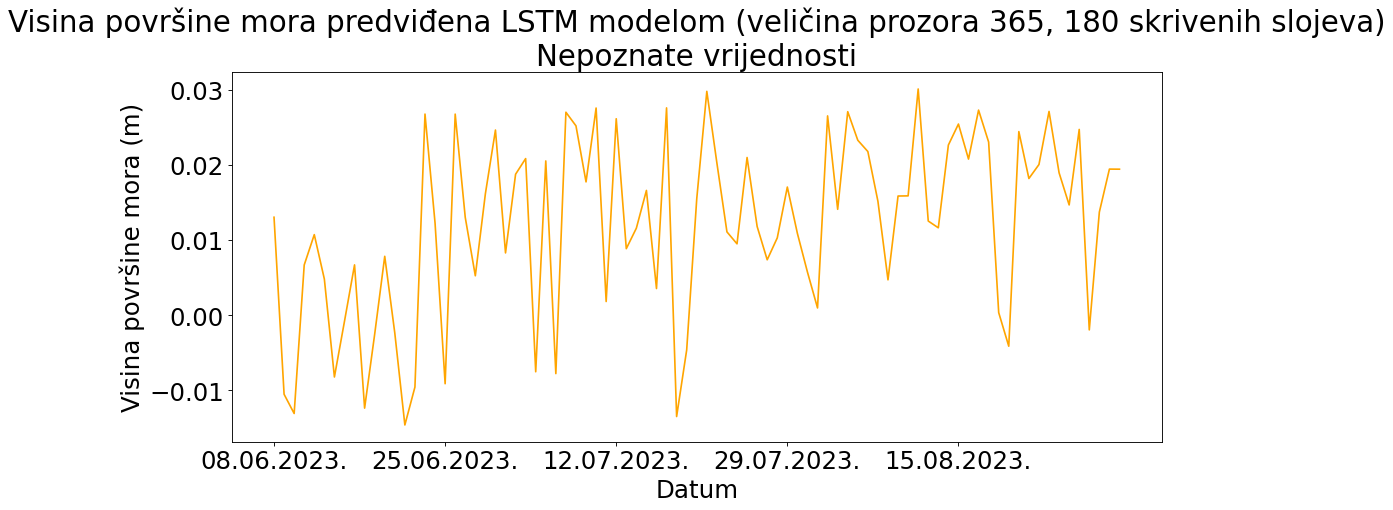 Visina površine mora predviđena LSTM modelom (veličina prozora 365, 180 skrivenih slojeva)
Nepoznate vrijednosti
Visina površine mora (m)
0.03
0.02
0.01
0.00
−0.01
08.06.2023. 25.06.2023. 12.07.2023. 29.07.2023. 15.08.2023.
Datum